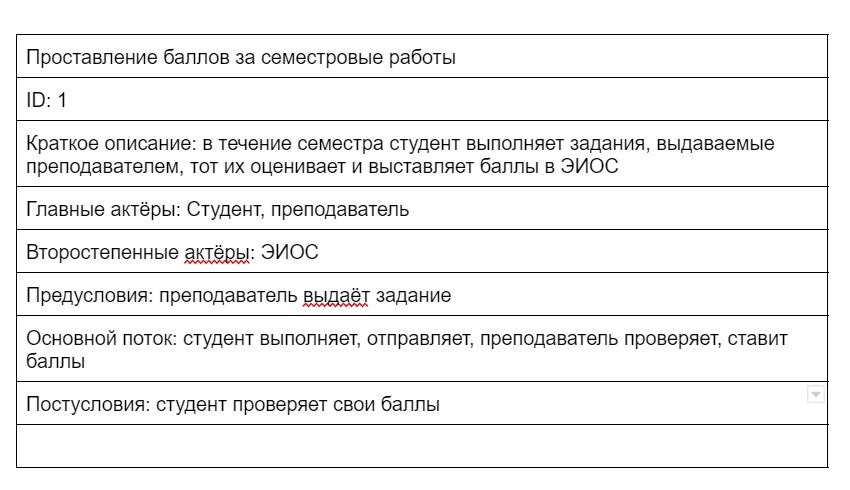 Проставление баллов за семестровые работы
ID: 1
Краткое описание: в течение семестра студент выполняет задания, выдаваемые
преподавателем, тот их оценивает и выставляет баллы в ЭИОС
Главные актёры: Студент, преподаватель
Второстепенные актёры: ЭИОС
Предусловия: преподаватель выдаёт задание
Основной поток: студент выполняет, отправляет, преподаватель проверяет, ставит
баллы
Постусловия: студент проверяет свои баллы